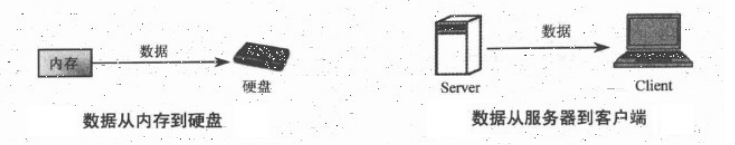 内存
数据
硬盘
数据从内存到硬盘
Server
数据
Client
数据从服务器到客户端